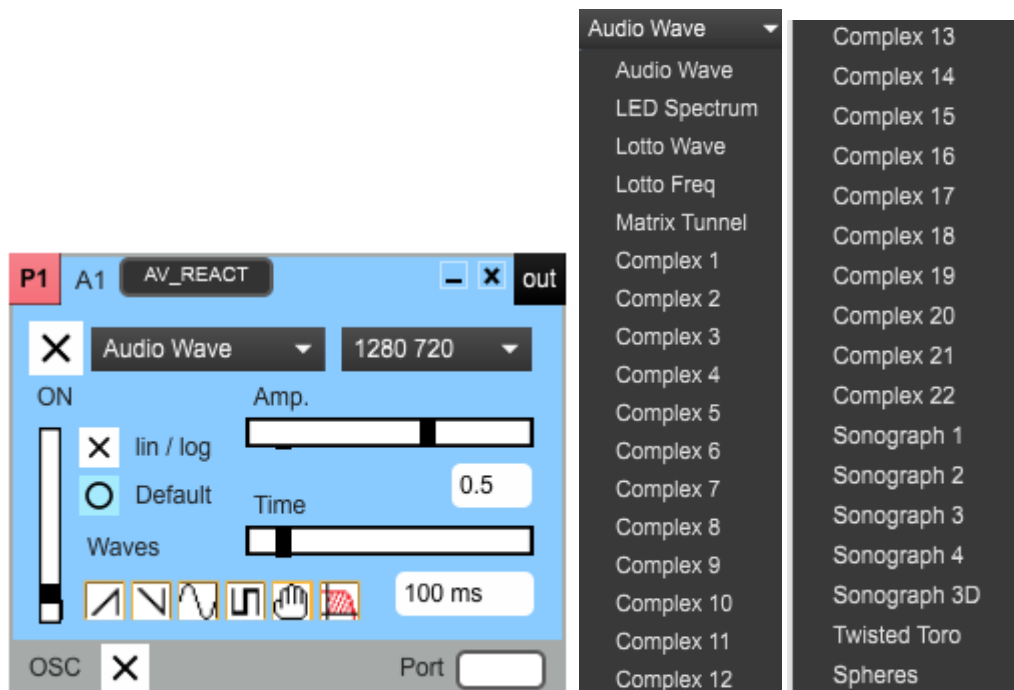 P1 A1 AV_REACT out
Audio Wave 1280 720
ON Amp.
lin / log
0.5
Default
Time
Waves
100 ms
OSC Port
Audio Wave
Audio Wave
LED Spectrum
Lotto Wave
Lotto Freq
Matrix Tunnel
Complex 1
Complex 2
Complex 3
Complex 4
Complex 5
Complex 6
Complex 7
Complex 8
Complex 9
Complex 10
Complex 11
Complex 12
Complex 13
Complex 14
Complex 15
Complex 16
Complex 17
Complex 18
Complex 19
Complex 20
Complex 21
Complex 22
Sonograph 1
Sonograph 2
Sonograph 3
Sonograph 4
Sonograph 3D
Twisted Toro
Spheres